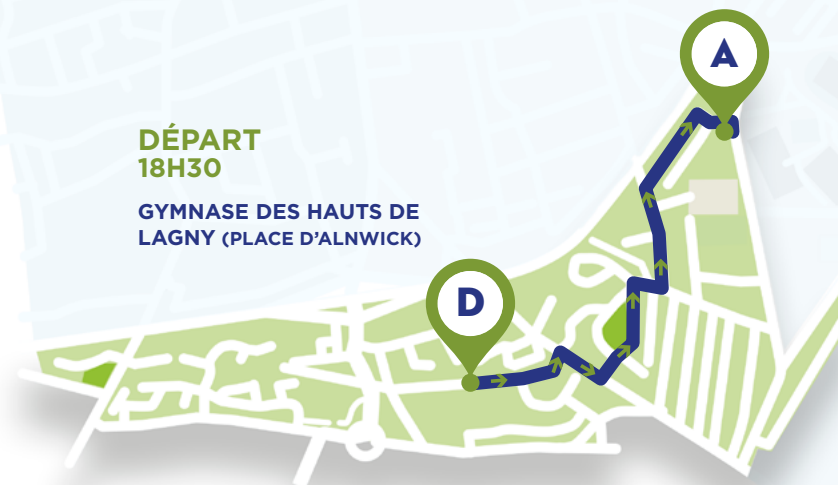 A
DÉPART
18H30
GYMNASE DES HAUTS DE
LAGNY (PLACE D'ALNWICK)
D